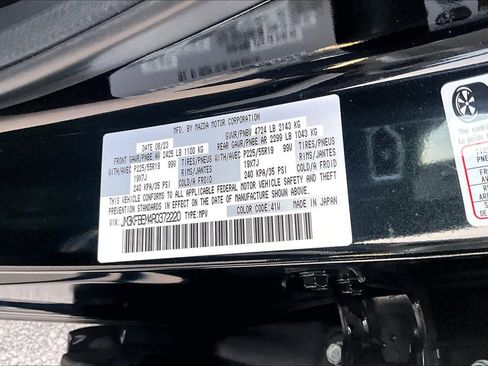 MFD. BY MAZDA MOTOR CORPORATION
DATE 08/23 GVWR/PNBV 4724 LB 2143 KG
FRONT GAWR/PNBE AV 2425 LB 1100 KG REAR GAWR/PNBE AR 2299 LB 1043 KG
WITH/AVEC P225/55R19 99V TIRES/PNEUS WITH/AVEC P225/55R19 99V TIRES/PNEUS
19X7J RIMS/JANTES 19X7J RIMS/JANTES
240 KPA/35 PSI COLD/A FROID 240 KPA/35 PSI COLD/A FROID
THIS VEHICLE CONFORMS TO ALL APPLICABLE FEDERAL MOTOR VEHICLE SAFETY AND THEFT
PREVENTION STANDARDS IN EFFECT ON THE DATE OF MANUFACTURE SHOWN ABOVE.
VIN: TYPE:MPV COLOR CODE:41W MADE IN JAPAN